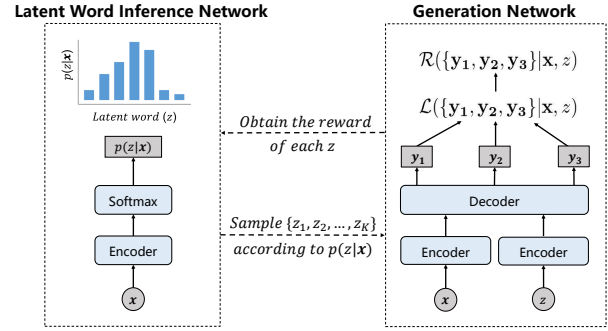 Latent Word Inference Network
p(z|x)
Latent word (z)
p(z|x)
Softmax
Encoder
x
Obtain the reward
of each z
Sample {z₁, z₂, ..., z_K}
according to p(z|x)
Generation Network
R({y₁, y₂, y₃}|x, z)
L({y₁, y₂, y₃}|x, z)
y₁ y₂ y₃
Decoder
Encoder Encoder
x z